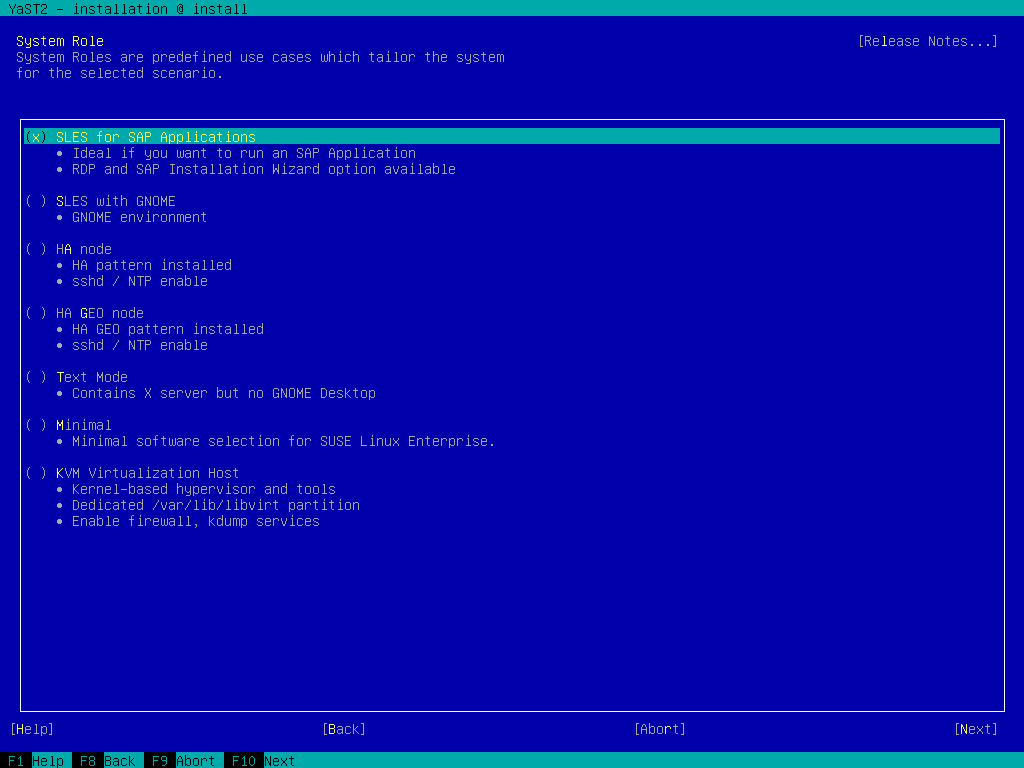 YaST2 - installation @ install
System Role [Release Notes...]
System Roles are predefined use cases which tailor the system
for the selected scenario.
(x) SLES for SAP Applications
• Ideal if you want to run an SAP Application
• RDP and SAP Installation Wizard option available
( ) SLES with GNOME
• GNOME environment
( ) HA node
• HA pattern installed
• sshd / NTP enable
( ) HA GEO node
• HA GEO pattern installed
• sshd / NTP enable
( ) Text Mode
• Contains X server but no GNOME Desktop
( ) Minimal
• Minimal software selection for SUSE Linux Enterprise.
( ) KVM Virtualization Host
• Kernel-based hypervisor and tools
• Dedicated /var/lib/libvirt partition
• Enable firewall, kdump services
[Help] [Back] [Abort] [Next]
F1 Help F8 Back F9 Abort F10 Next